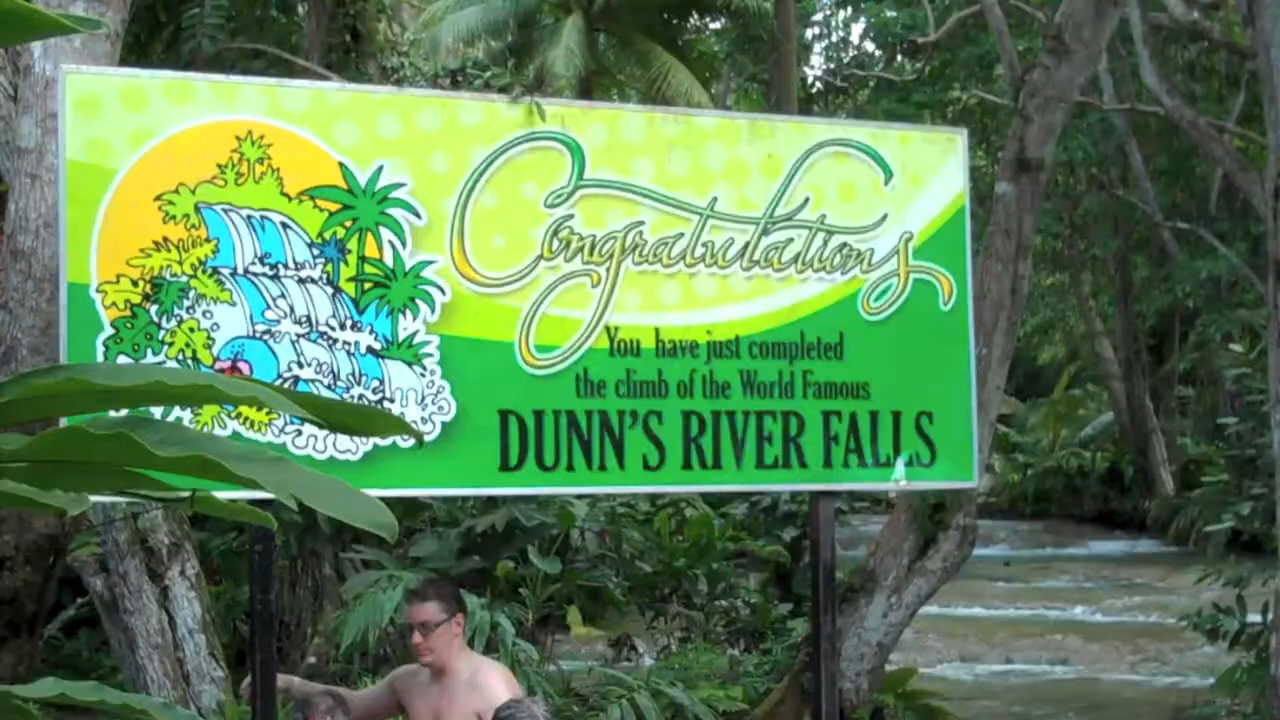 Congratulations
You have just completed
the climb of the World Famous
DUNN'S RIVER FALLS